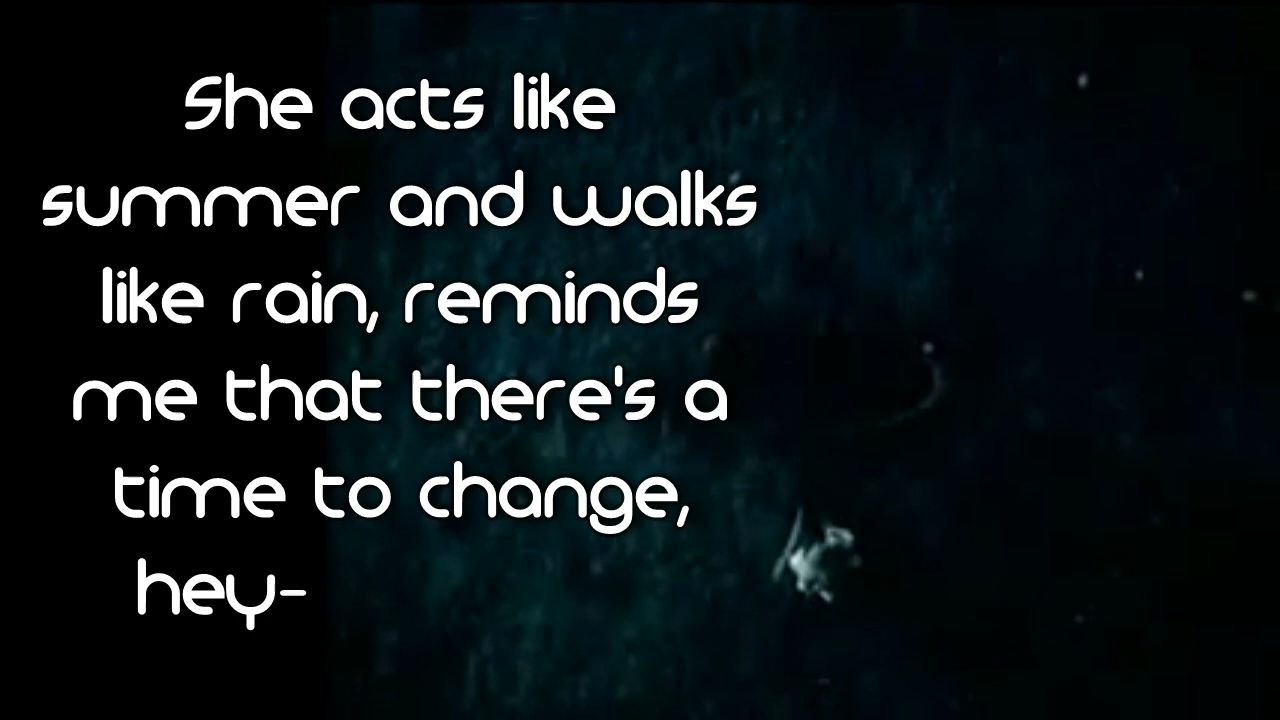 She acts like
summer and walks
like rain, reminds
me that there's a
time to change,
hey-